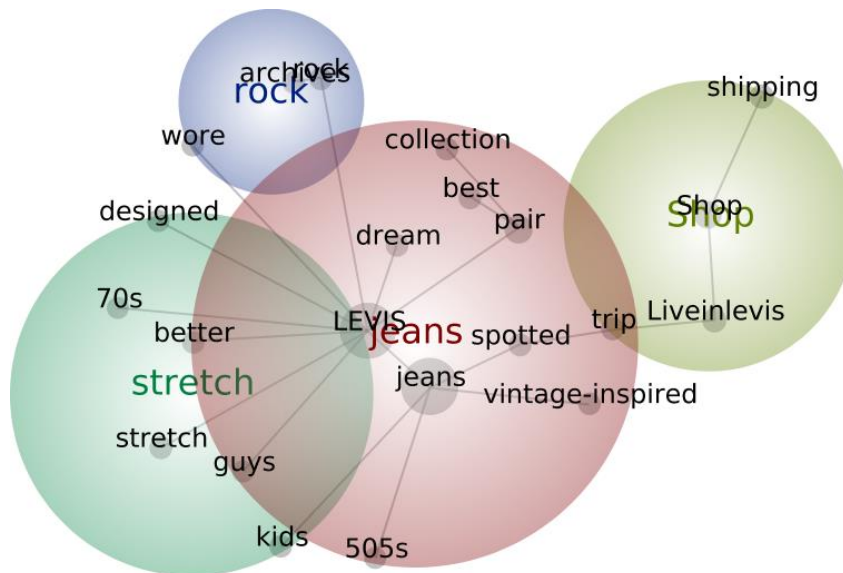 shipping
archives
rock
rock
wore
collection
best
Shop
Shop
designed
pair
dream
70s
LEVIS
jeans
better
spotted
trip
Liveinlevis
stretch
jeans
vintage-inspired
stretch
guys
kids
505s